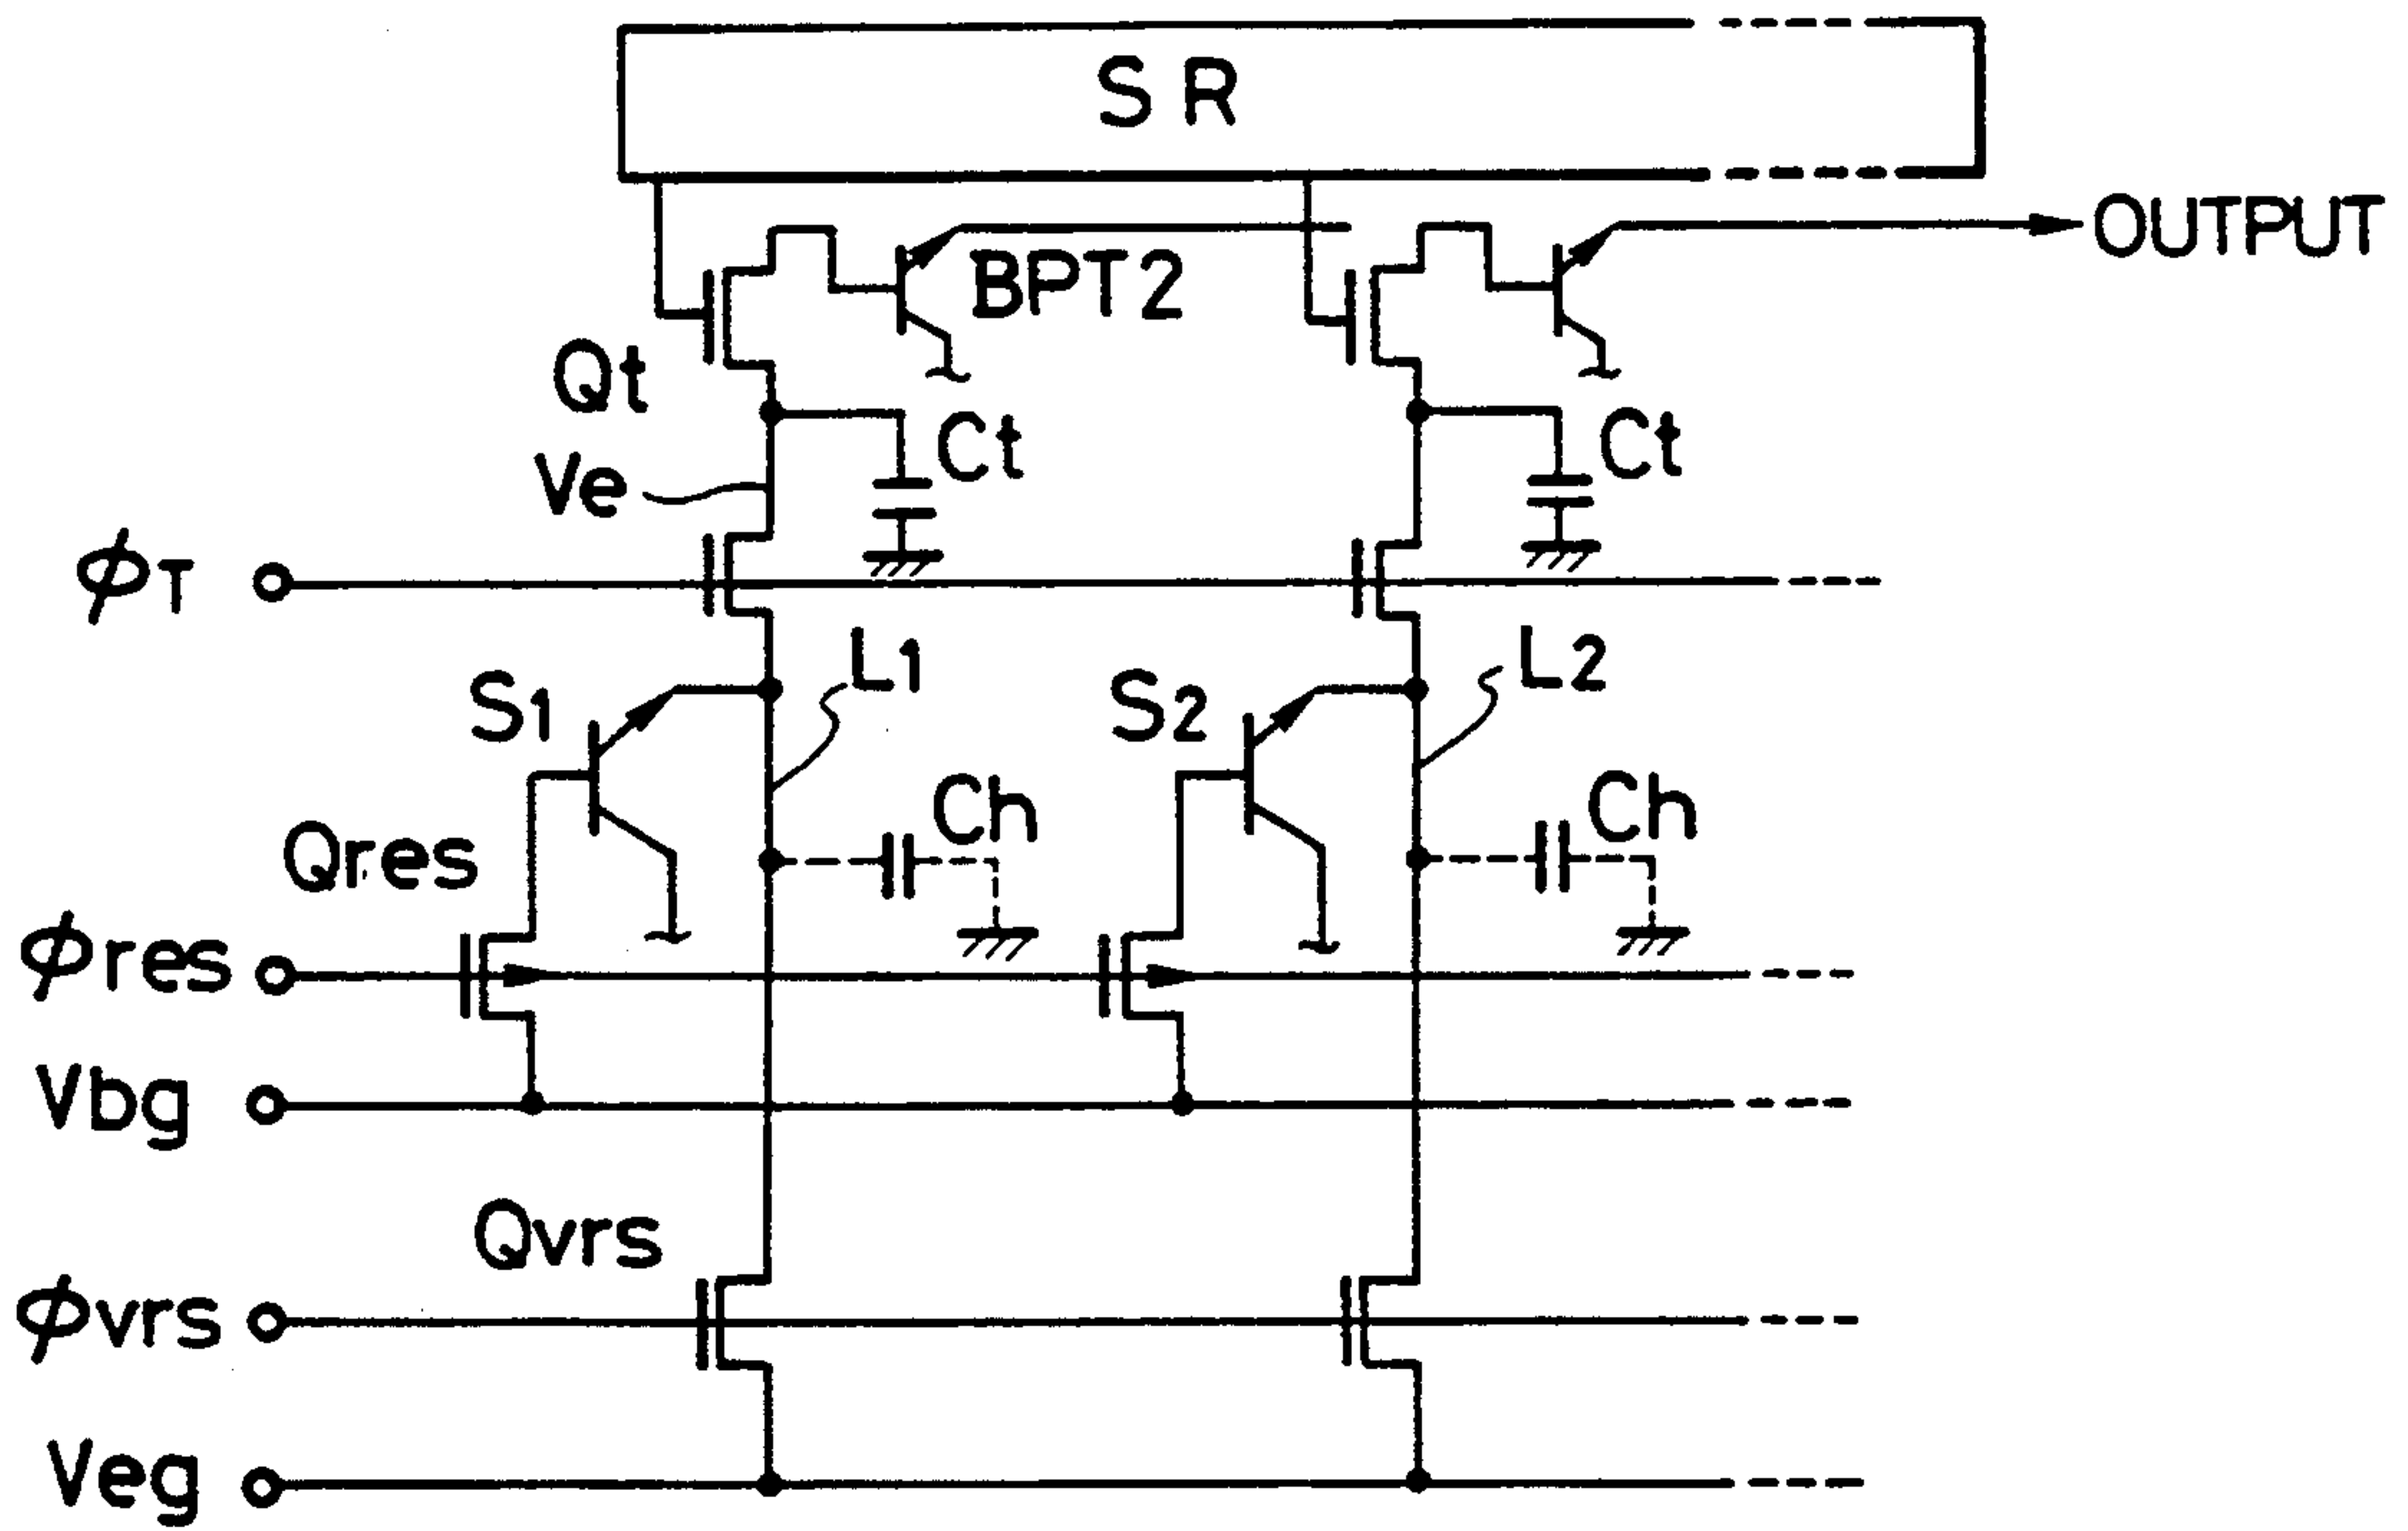 SR
OUTPUT
BPT2
Qt
Ct
Ct
Ve
ϕT
L1
L2
S1
S2
Ch
Ch
Qres
ϕres
Vbg
Qvrs
ϕvrs
Veg